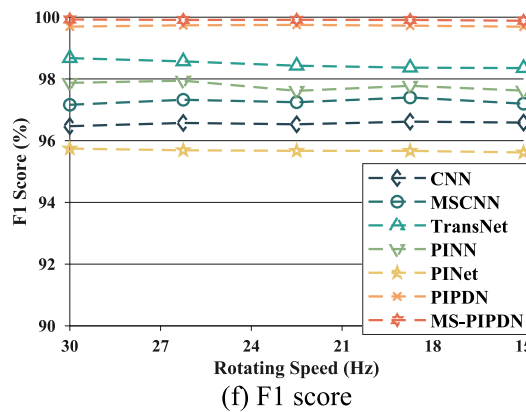 100
98
96
94
92
90
F1 Score (%)
30
27
24
21
18
15
Rotating Speed (Hz)
CNN
MSCNN
TransNet
PINN
PINet
PIPDN
MS-PIPDN
(f) F1 score